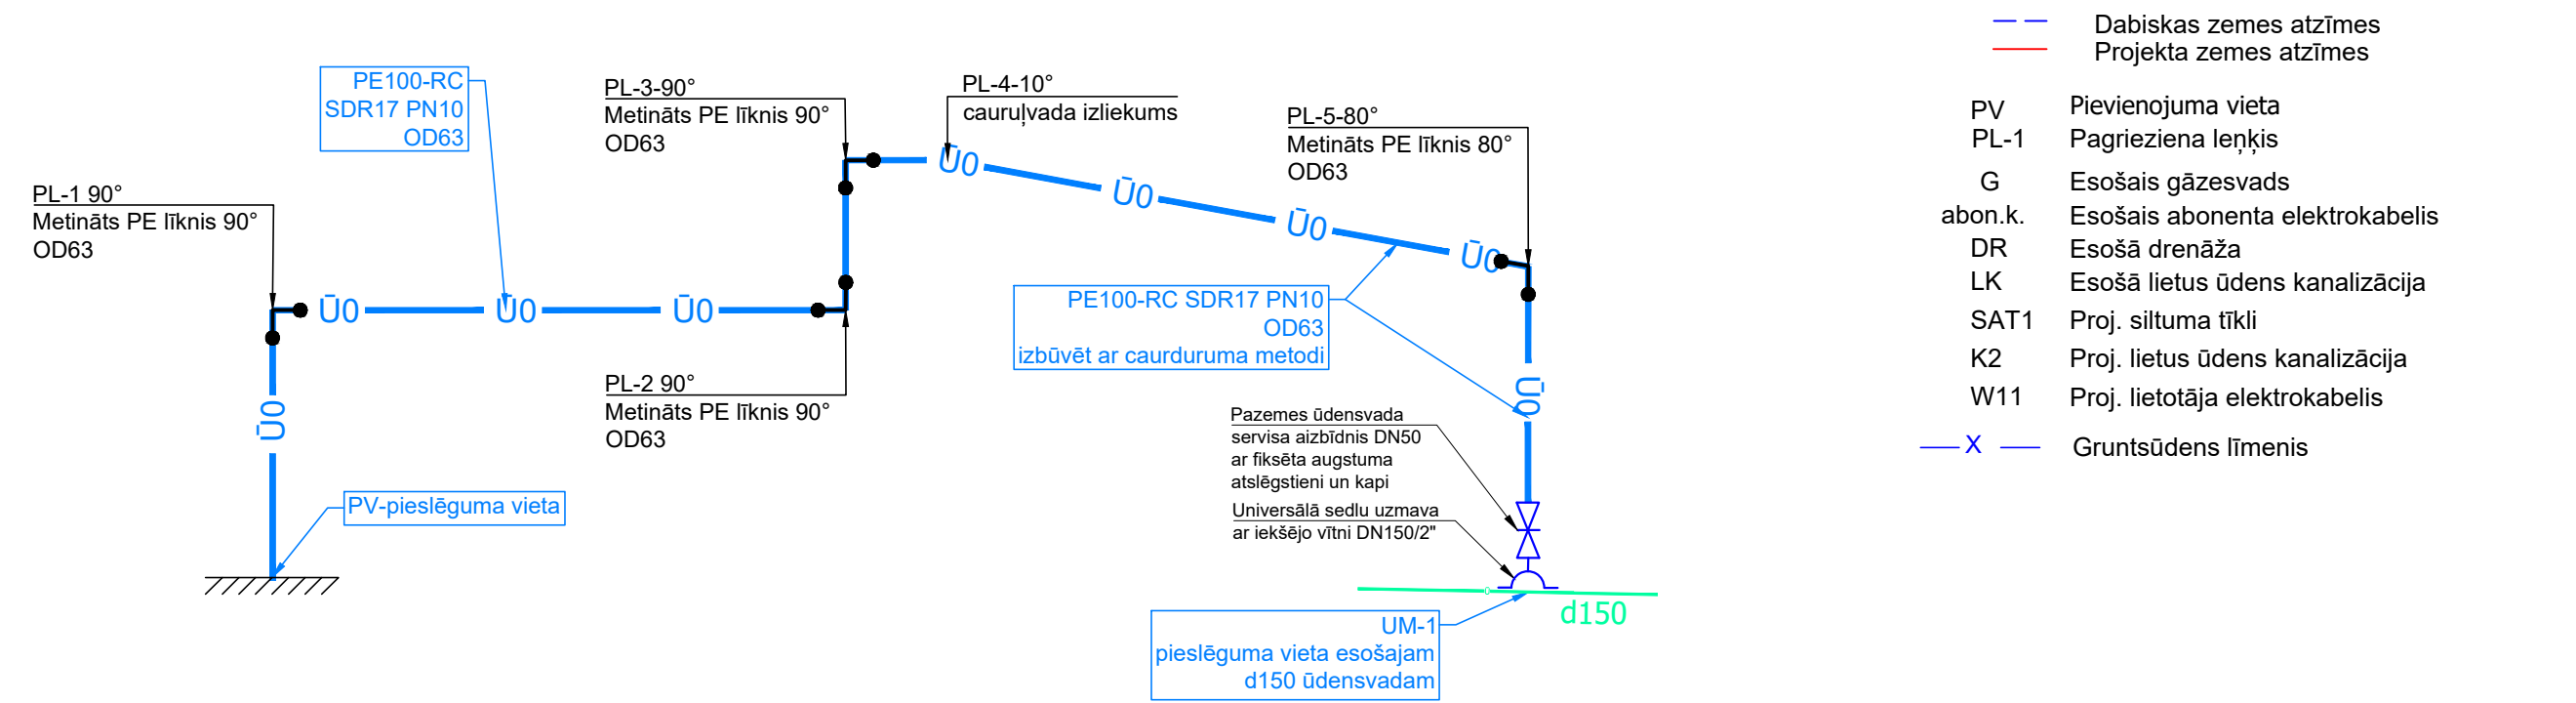 PE100-RC
SDR17 PN10
OD63
PL-3-90°
Metināts PE līknis 90°
OD63
PL-4-10°
cauruļvada izliekums
PL-5-80°
Metināts PE līknis 80°
OD63
PL-1 90°
Metināts PE līknis 90°
OD63
Ū0
Ū0
Ū0
Ū0
Ū0
Ū0
Ū0
Ū0
Ū0
PE100-RC SDR17 PN10
OD63
izbūvēt ar caurduruma metodi
PL-2 90°
Metināts PE līknis 90°
OD63
Pazemes ūdensvada
servisa aizbīdnis DN50
ar fiksēta augstuma
atslēgstieni un kapi
Universālā sedlu uzmava
ar iekšējo vītni DN150/2"
PV-pieslēguma vieta
d150
UM-1
pieslēguma vieta esošajam
d150 ūdensvadam
Dabiskas zemes atzīmes
Projekta zemes atzīmes
PV Pievienojuma vieta
PL-1 Pagrieziena leņķis
G Esošais gāzesvads
abon.k. Esošais abonenta elektrokabelis
DR Esošā drenāža
LK Esošā lietus ūdens kanalizācija
SAT1 Proj. siltuma tīkli
K2 Proj. lietus ūdens kanalizācija
W11 Proj. lietotāja elektrokabelis
X Gruntsūdens līmenis